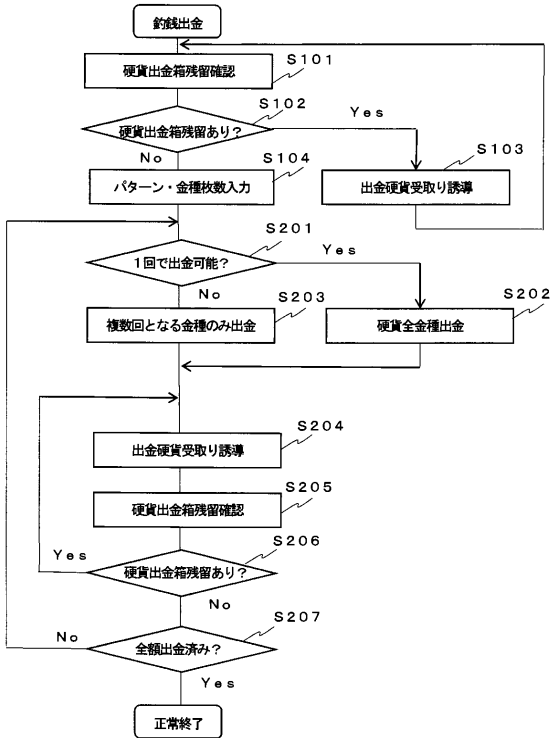 釣銭出金
硬貨出金箱残留確認
S101
硬貨出金箱残留あり?
S102
Yes
No
パターン・金種枚数入力
S104
出金硬貨受取り誘導
S103
1回で出金可能?
S201
Yes
No
複数回となる金種のみ出金
S203
硬貨全金種出金
S202
出金硬貨受取り誘導
S204
硬貨出金箱残留確認
S205
硬貨出金箱残留あり?
S206
Yes
No
全額出金済み?
S207
No
Yes
正常終了